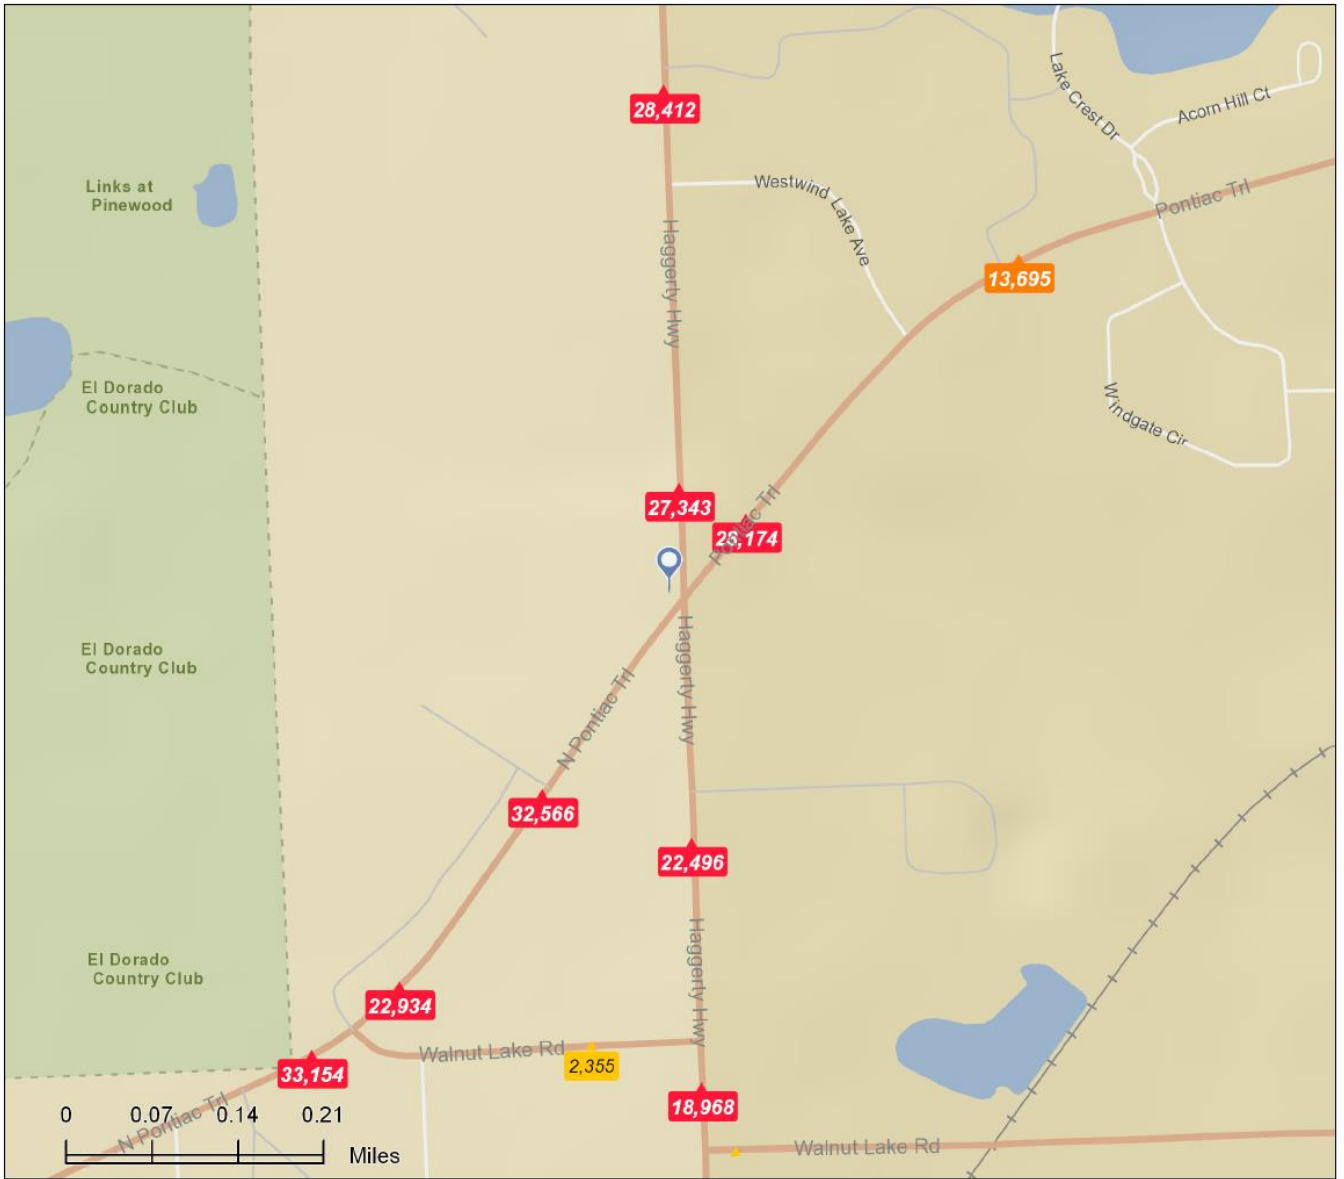 28,412
Lake Crest Dr
Acorn Hill Ct
Links at
Pinewood
Westwind Lake Ave
Pontiac Trl
Haggerty Hwy
13,695
El Dorado
Country Club
Windgate Cir
27,343
Pontiac Trl
El Dorado
Country Club
Haggerty Hwy
N Pontiac Trl
32,566
22,496
El Dorado
Country Club
Haggerty Hwy
22,934
Walnut Lake Rd
2,355
33,154
18,968
N Pontiac Trl
0 0.07 0.14 0.21
Miles
Walnut Lake Rd